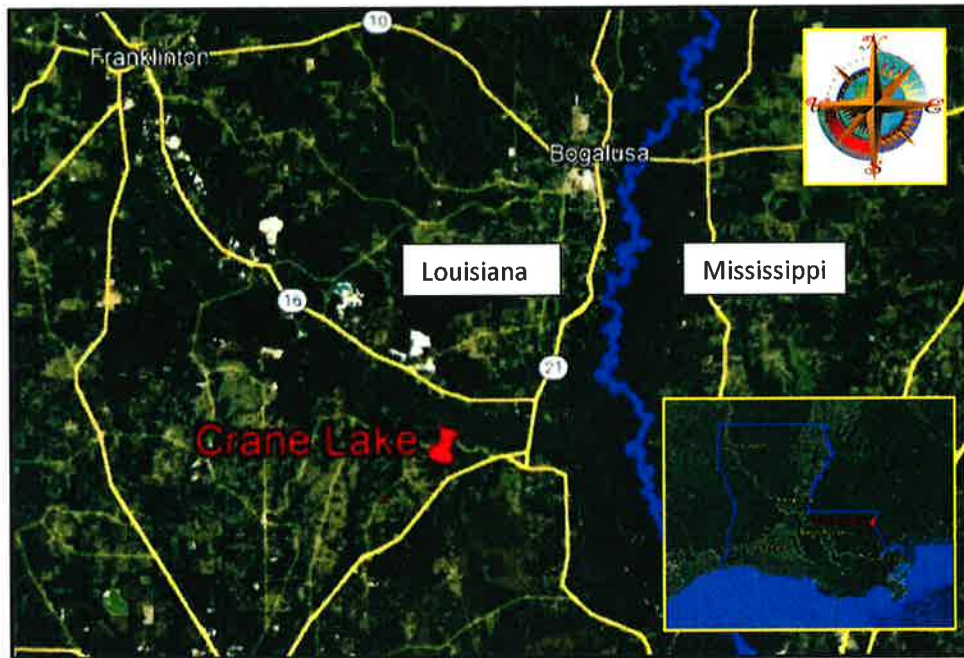 10
Franklinton
Bogalusa
Louisiana
Mississippi
16
21
Crane Lake
N
E
S